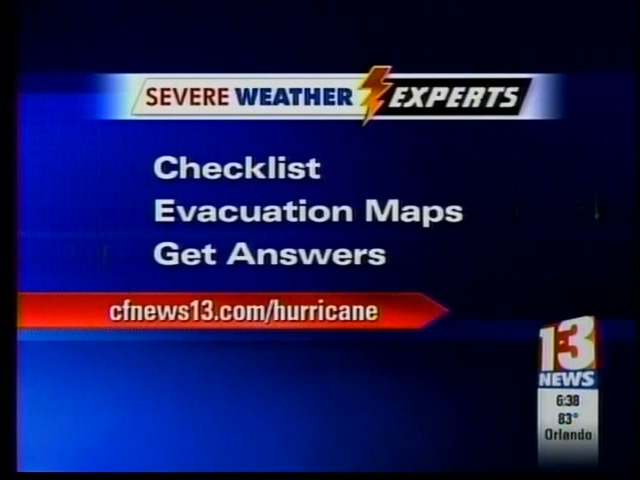 SEVERE WEATHER EXPERTS
Checklist
Evacuation Maps
Get Answers
cfnews13.com/hurricane
13
NEWS
6:38
83°
Orlando